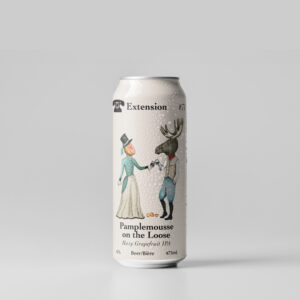 Extension
Pamplemousse
on the Loose
Hazy Grapefruit IPA
Beer/Bière
473ml